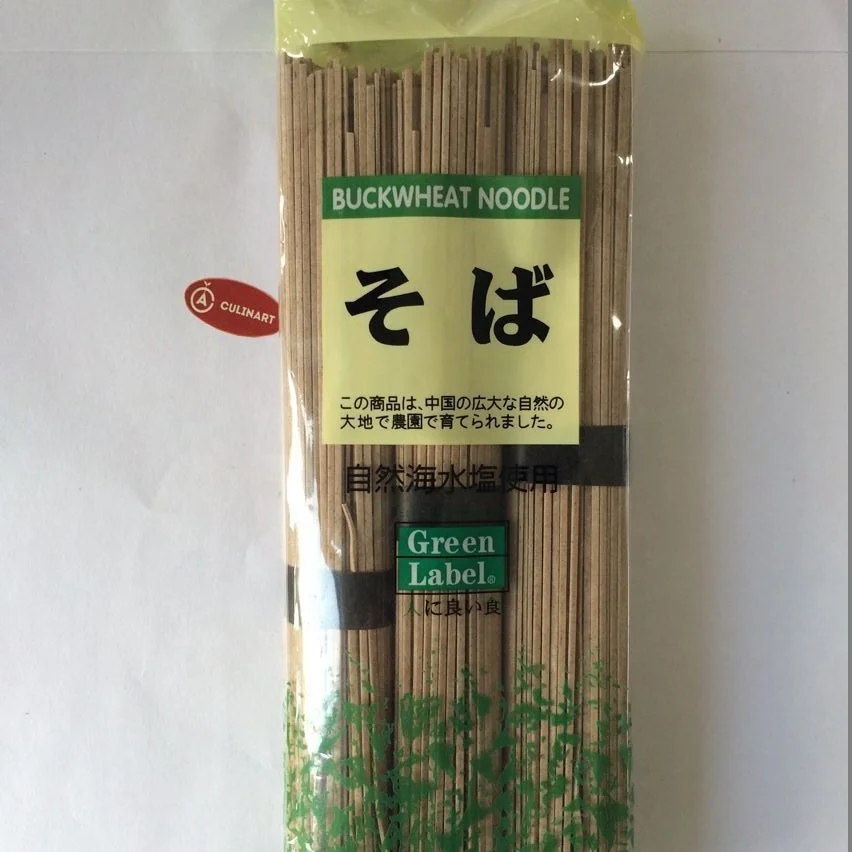 BUCKWHEAT NOODLE
そば
Ǎ CULINART
この商品は、中国の広大な自然の
大地で農園で育てられました。
自然海水塩使用
Green
Label®
人に良い良